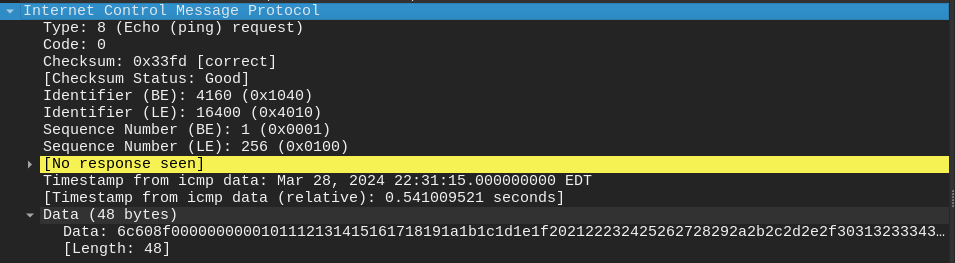 Internet Control Message Protocol
Type: 8 (Echo (ping) request)
Code: 0
Checksum: 0x33fd [correct]
[Checksum Status: Good]
Identifier (BE): 4160 (0x1040)
Identifier (LE): 16400 (0x4010)
Sequence Number (BE): 1 (0x0001)
Sequence Number (LE): 256 (0x0100)
[No response seen]
Timestamp from icmp data: Mar 28, 2024 22:31:15.000000000 EDT
[Timestamp from icmp data (relative): 0.541009521 seconds]
Data (48 bytes)
Data: 6c608f0000000000101112131415161718191a1b1c1d1e1f202122232425262728292a2b2c2d2e2f30313233343…
[Length: 48]